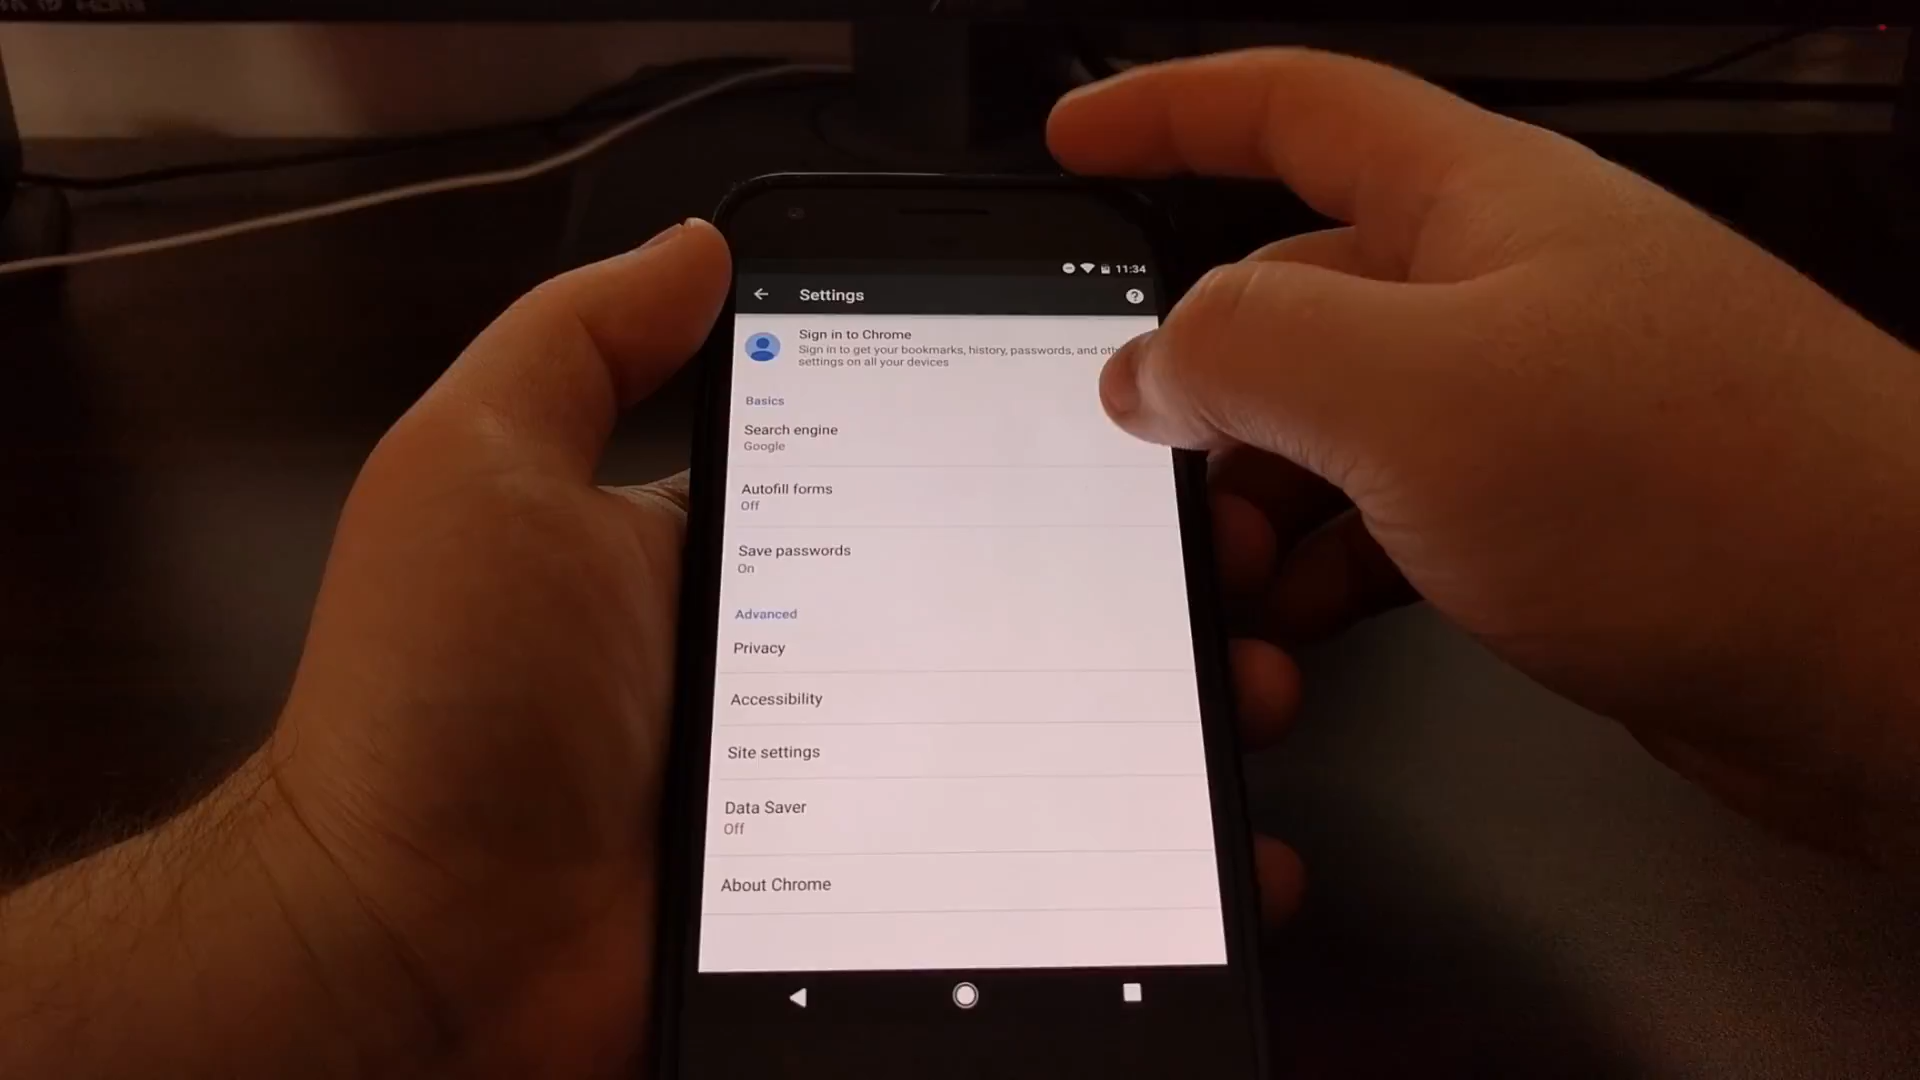 11:34
Settings
Sign in to Chrome
Sign in to get your bookmarks, history, passwords, and
settings on all your devices
Basics
Search engine
Google
Autofill forms
Off
Save passwords
On
Advanced
Privacy
Accessibility
Site settings
Data Saver
Off
About Chrome